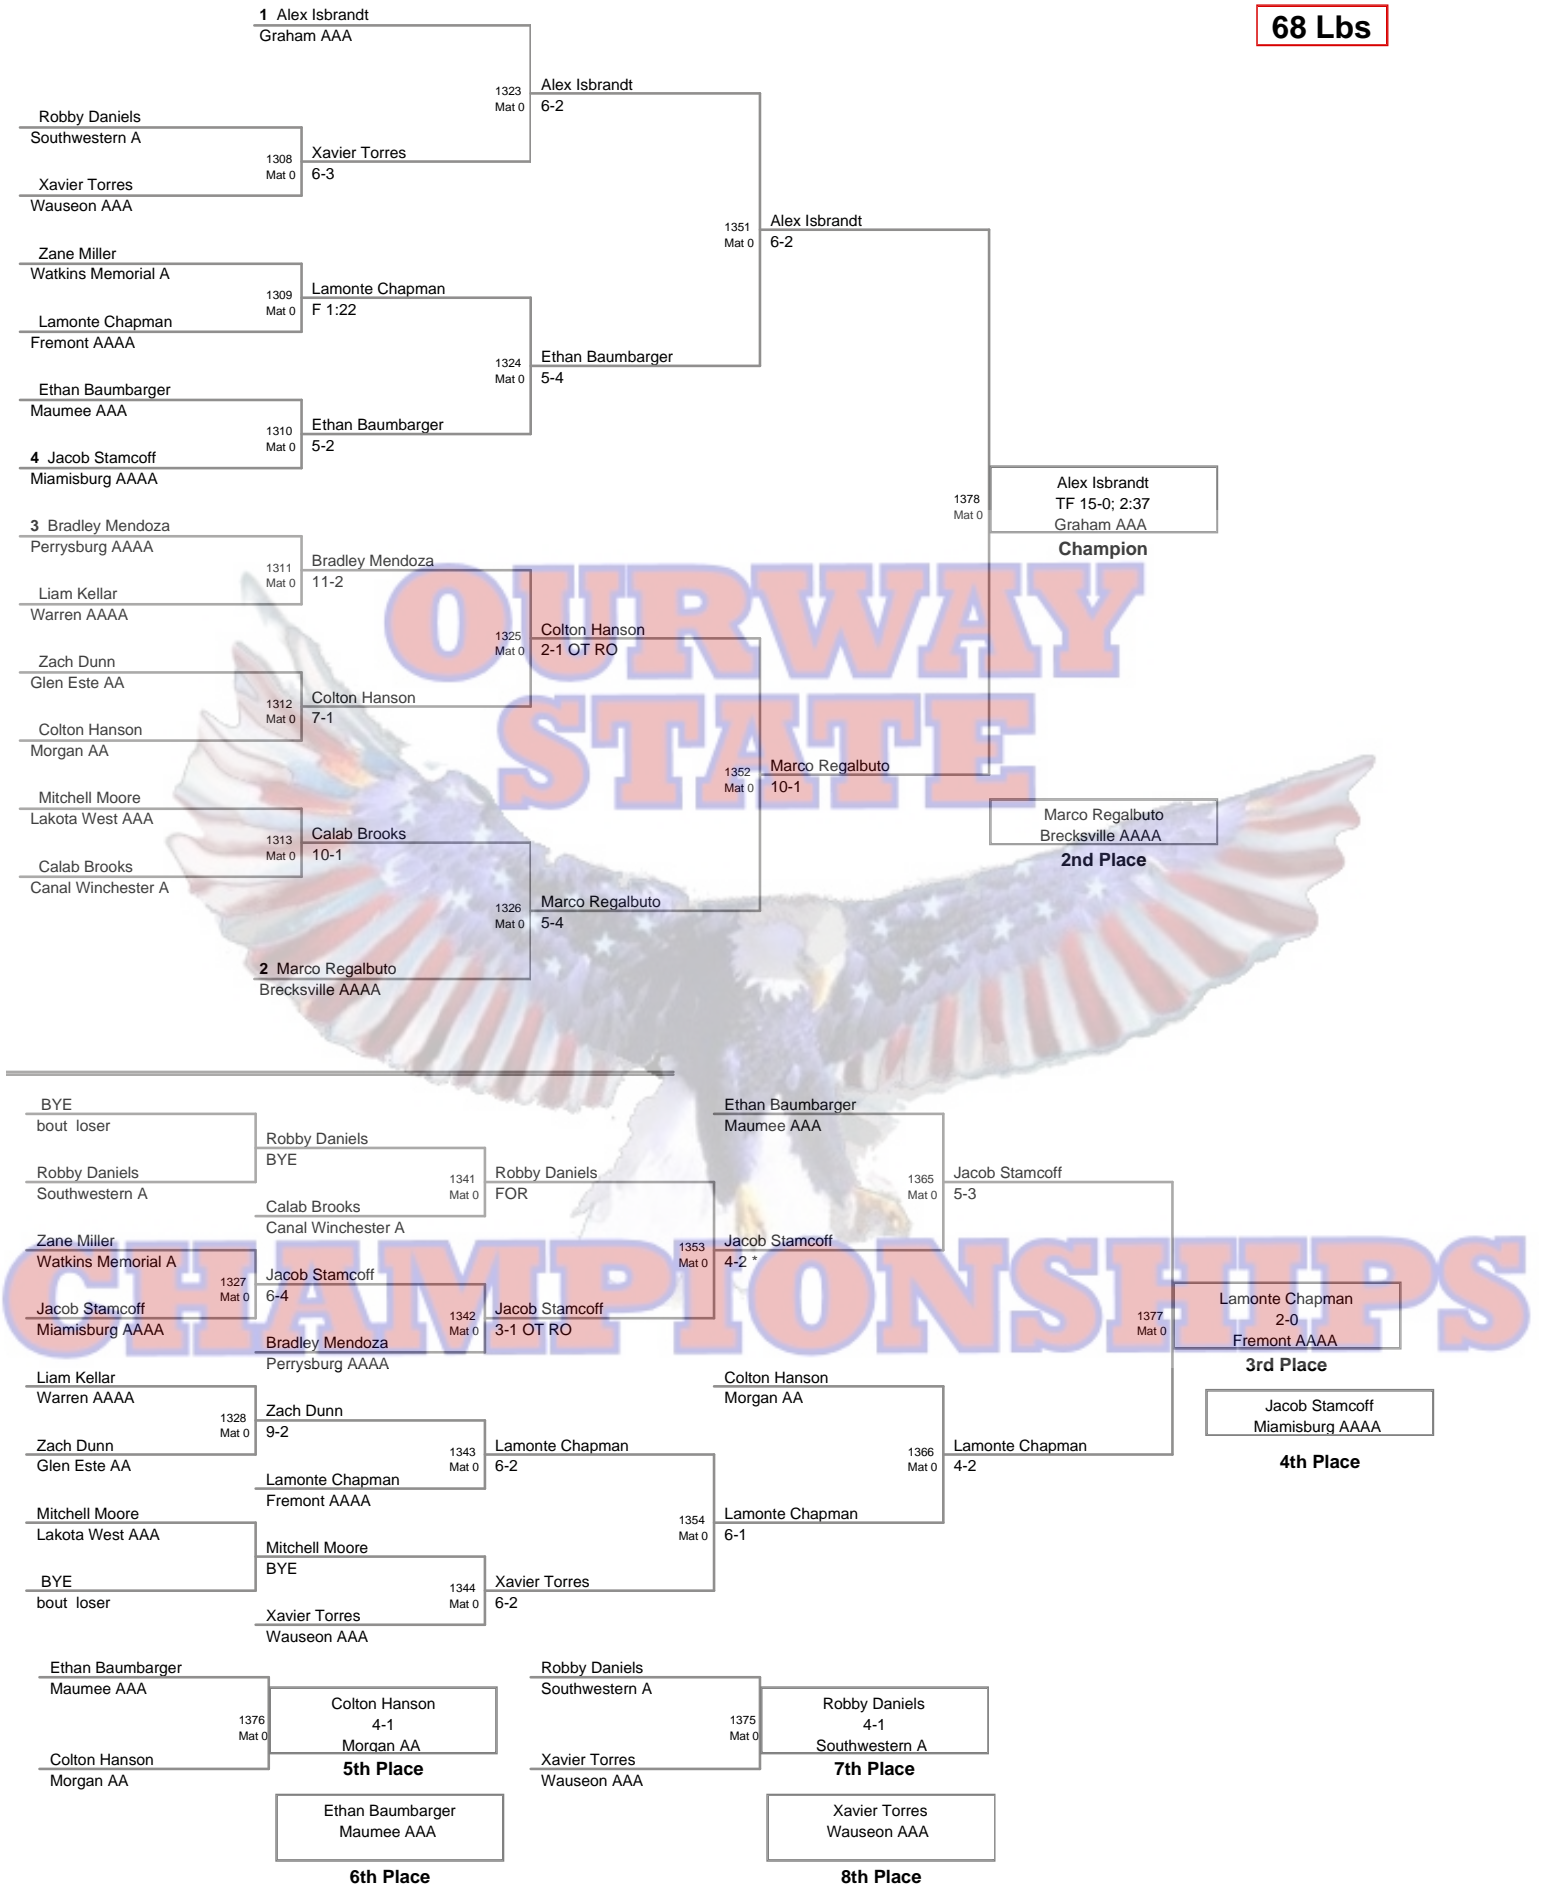 1 Alex Isbrandt
Graham AAA
68 Lbs
1323
Mat 0
Alex Isbrandt
6-2
Robby Daniels
Southwestern A
1308
Mat 0
Xavier Torres
6-3
Xavier Torres
Wauseon AAA
1351
Mat 0
Alex Isbrandt
6-2
Zane Miller
Watkins Memorial A
1309
Mat 0
Lamonte Chapman
F 1:22
Lamonte Chapman
Fremont AAAA
1324
Mat 0
Ethan Baumbarger
5-4
Ethan Baumbarger
Maumee AAA
1310
Mat 0
Ethan Baumbarger
5-2
4 Jacob Stamcoff
Miamisburg AAAA
1378
Mat 0
Alex Isbrandt
TF 15-0; 2:37
Graham AAA
Champion
3 Bradley Mendoza
Perrysburg AAAA
1311
Mat 0
Bradley Mendoza
11-2
Liam Kellar
Warren AAAA
OURWAY
STATE
1325
Mat 0
Colton Hanson
2-1 OT RO
Zach Dunn
Glen Este AA
1312
Mat 0
Colton Hanson
7-1
Colton Hanson
Morgan AA
1352
Mat 0
Marco Regalbuto
10-1
Mitchell Moore
Lakota West AAA
1313
Mat 0
Calab Brooks
10-1
Calab Brooks
Canal Winchester A
Marco Regalbuto
Brecksville AAAA
2nd Place
1326
Mat 0
Marco Regalbuto
5-4
2 Marco Regalbuto
Brecksville AAAA
BYE
bout loser
Robby Daniels
BYE
Robby Daniels
Southwestern A
1341
Mat 0
Robby Daniels
FOR
Calab Brooks
Canal Winchester A
Ethan Baumbarger
Maumee AAA
1365
Mat 0
Jacob Stamcoff
5-3
CHAMPIONSHIPS
Zane Miller
Watkins Memorial A
1327
Mat 0
Jacob Stamcoff
6-4
Jacob Stamcoff
Miamisburg AAAA
1342
Mat 0
Jacob Stamcoff
3-1 OT RO
Bradley Mendoza
Perrysburg AAAA
1353
Mat 0
Jacob Stamcoff
4-2 *
1377
Mat 0
Lamonte Chapman
2-0
Fremont AAAA
3rd Place
Liam Kellar
Warren AAAA
1328
Mat 0
Zach Dunn
9-2
Zach Dunn
Glen Este AA
1343
Mat 0
Lamonte Chapman
6-2
Lamonte Chapman
Fremont AAAA
Colton Hanson
Morgan AA
1366
Mat 0
Lamonte Chapman
4-2
Jacob Stamcoff
Miamisburg AAAA
4th Place
Mitchell Moore
Lakota West AAA
Mitchell Moore
BYE
BYE
bout loser
1354
Mat 0
Lamonte Chapman
6-1
1344
Mat 0
Xavier Torres
6-2
Xavier Torres
Wauseon AAA
Ethan Baumbarger
Maumee AAA
1376
Mat 0
Colton Hanson
4-1
Morgan AA
5th Place
Colton Hanson
Morgan AA
Robby Daniels
Southwestern A
1375
Mat 0
Robby Daniels
4-1
Southwestern A
7th Place
Xavier Torres
Wauseon AAA
Ethan Baumbarger
Maumee AAA
6th Place
Xavier Torres
Wauseon AAA
8th Place